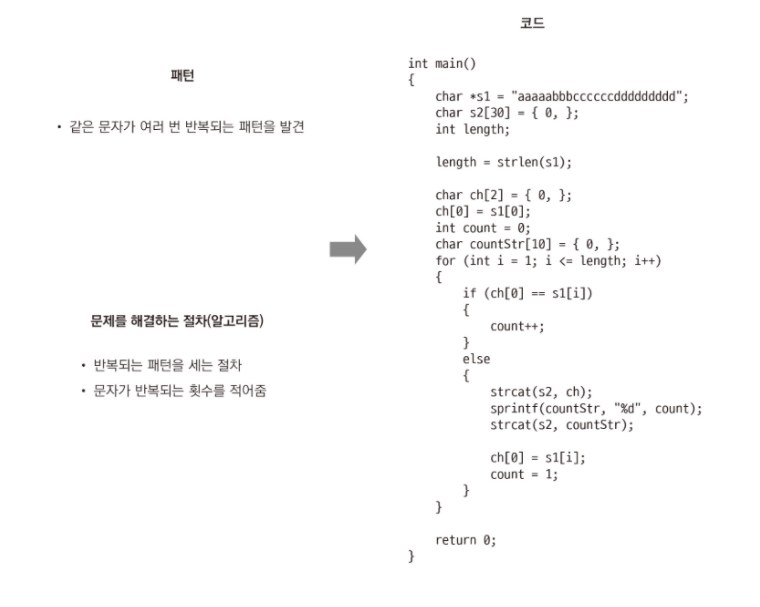 패턴
• 같은 문자가 여러 번 반복되는 패턴을 발견
문제를 해결하는 절차(알고리즘)
• 반복되는 패턴을 세는 절차
• 문자가 반복되는 횟수를 적어줌
코드
int main()
{
    char *s1 = "aaaaabbbccccccddddddddd";
    char s2[30] = { 0, };
    int length;

    length = strlen(s1);

    char ch[2] = { 0, };
    ch[0] = s1[0];
    int count = 0;
    char countStr[10] = { 0, };
    for (int i = 1; i <= length; i++)
    {
        if (ch[0] == s1[i])
        {
            count++;
        }
        else
        {
            strcat(s2, ch);
            sprintf(countStr, "%d", count);
            strcat(s2, countStr);

            ch[0] = s1[i];
            count = 1;
        }
    }

    return 0;
}